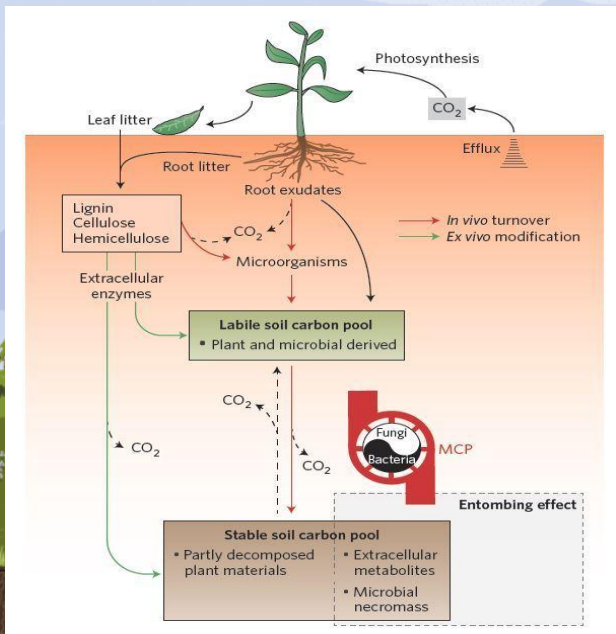 Photosynthesis
CO2
Leaf litter
Efflux
Root litter
Root exudates
Lignin
Cellulose
Hemicellulose
CO2
In vivo turnover
Ex vivo modification
Microorganisms
Extracellular
enzymes
Labile soil carbon pool
▪ Plant and microbial derived
CO2
Fungi
Bacteria
MCP
CO2
CO2
Entombing effect
Stable soil carbon pool
▪ Partly decomposed
plant materials
▪ Extracellular
metabolites
▪ Microbial
necromass